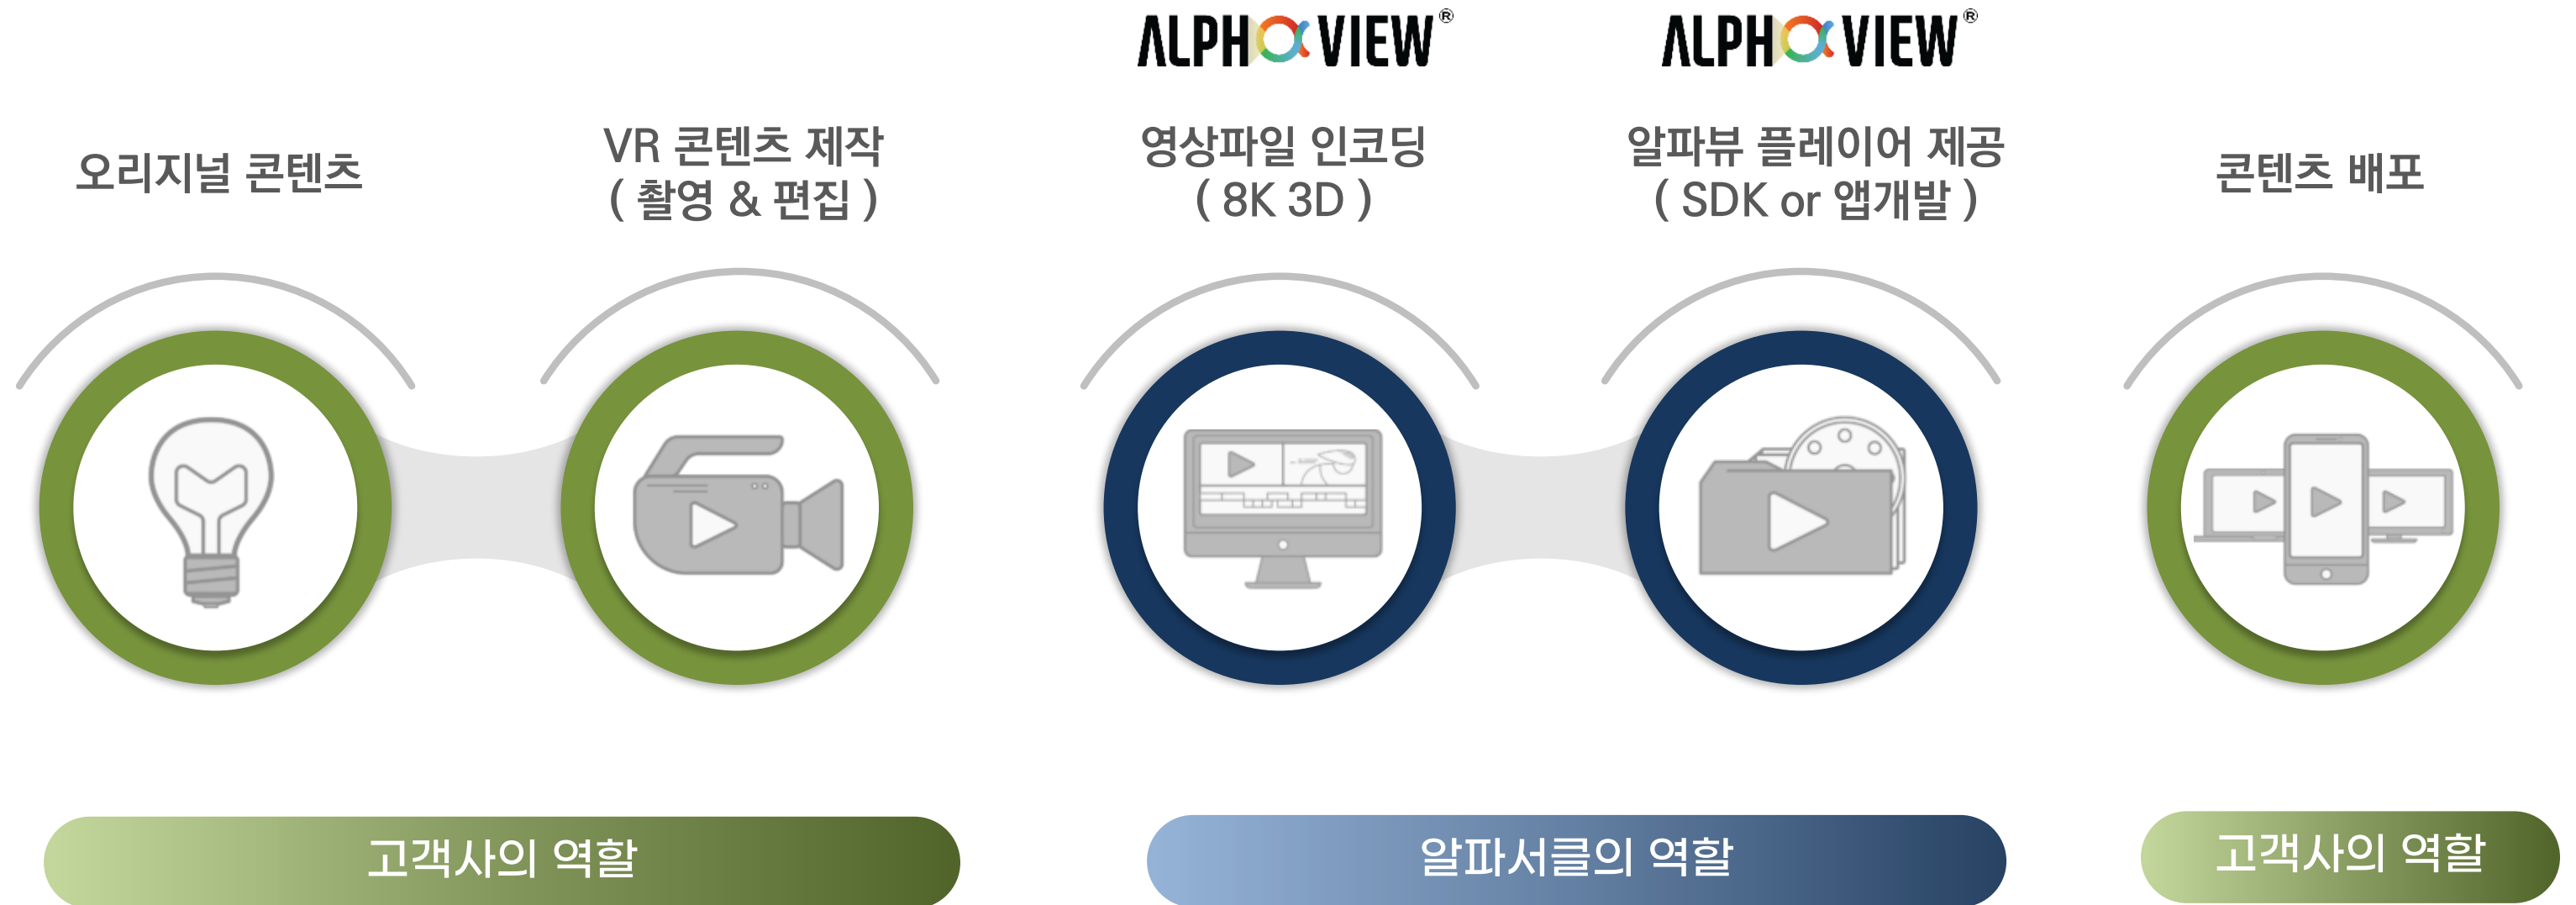 ALPHAVIEW®
ALPHAVIEW®
오리지널 콘텐츠
VR 콘텐츠 제작
( 촬영 & 편집 )
영상파일 인코딩
( 8K 3D )
알파뷰 플레이어 제공
( SDK or 앱개발 )
콘텐츠 배포
고객사의 역할
알파서클의 역할
고객사의 역할